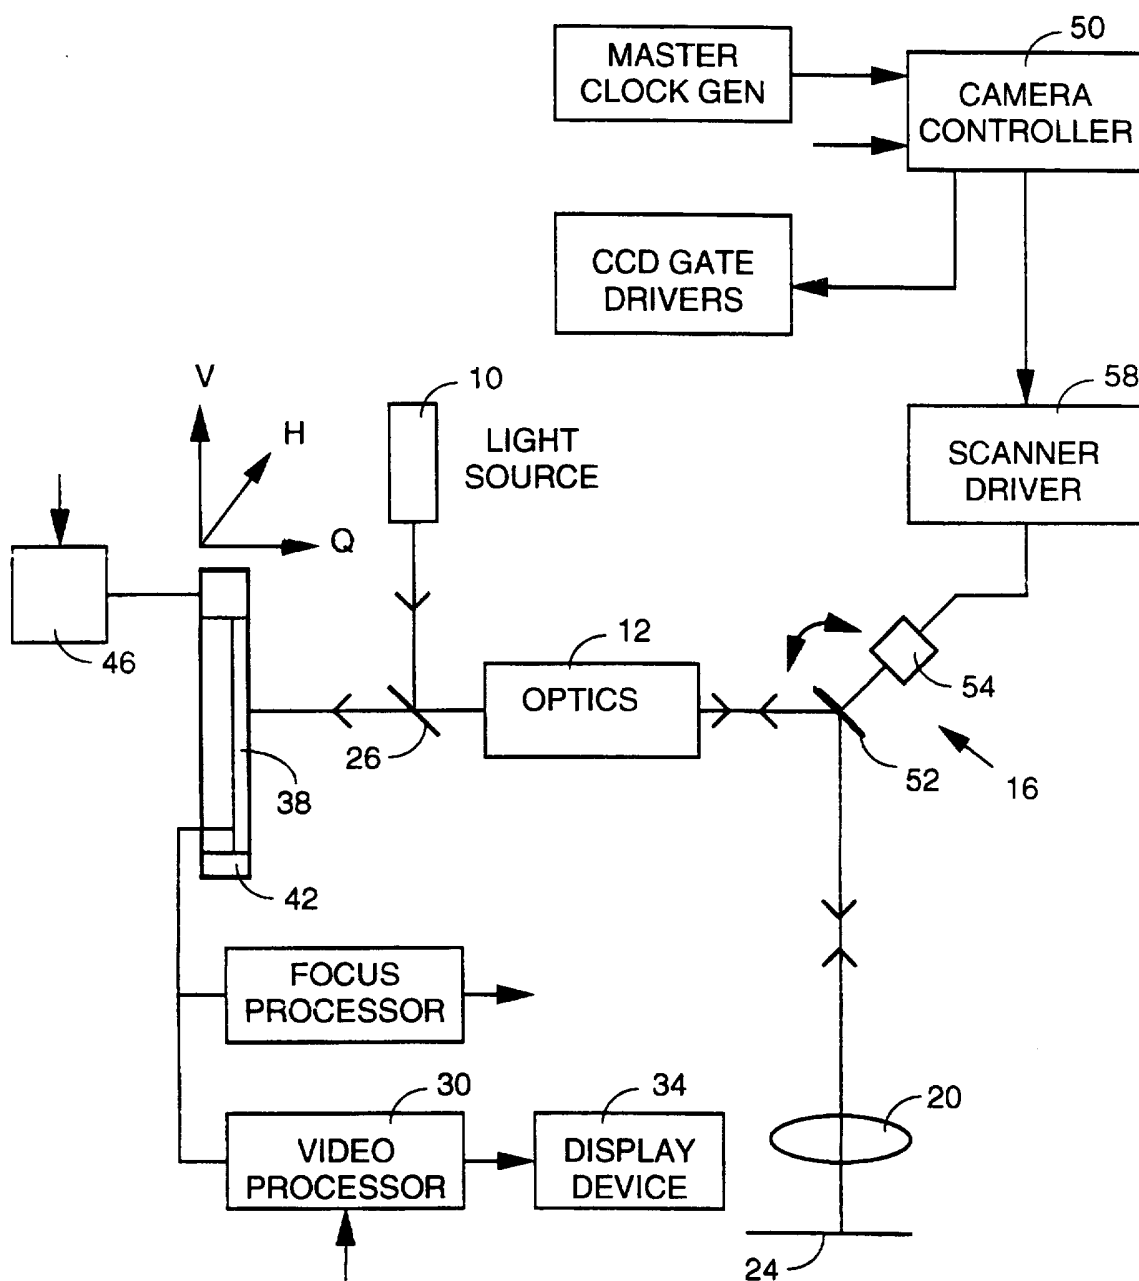 50
MASTER
CLOCK GEN
CAMERA
CONTROLLER
CCD GATE
DRIVERS
V
H
Q
10
LIGHT
SOURCE
58
SCANNER
DRIVER
46
12
OPTICS
54
26
52
16
38
42
FOCUS
PROCESSOR
30
VIDEO
PROCESSOR
34
DISPLAY
DEVICE
20
24